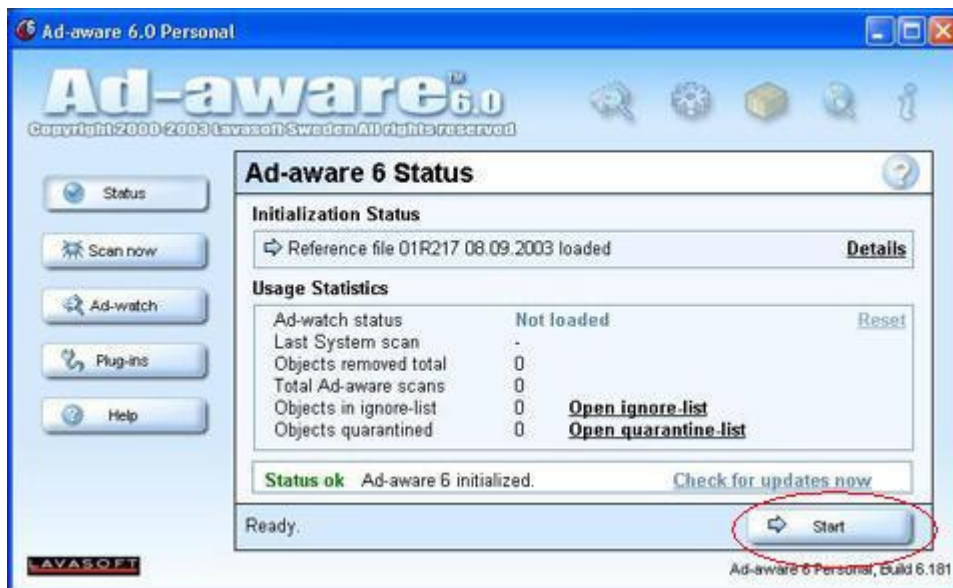 Ad-aware 6.0 Personal
Ad-aware 6.0
Copyright 2000-2003 Lavasoft Sweden All rights reserved
Status
Scan now
Ad-watch
Plug-ins
Help
Ad-aware 6 Status
Initialization Status
Reference file 01R217 08.09.2003 loaded Details
Usage Statistics
Ad-watch status Not loaded Reset
Last System scan -
Objects removed total 0
Total Ad-aware scans 0
Objects in ignore-list 0 Open ignore-list
Objects quarantined 0 Open quarantine-list
Status ok Ad-aware 6 initialized. Check for updates now
Ready. Start
LAVASOFT
Ad-aware 6 Personal, Build 6.181